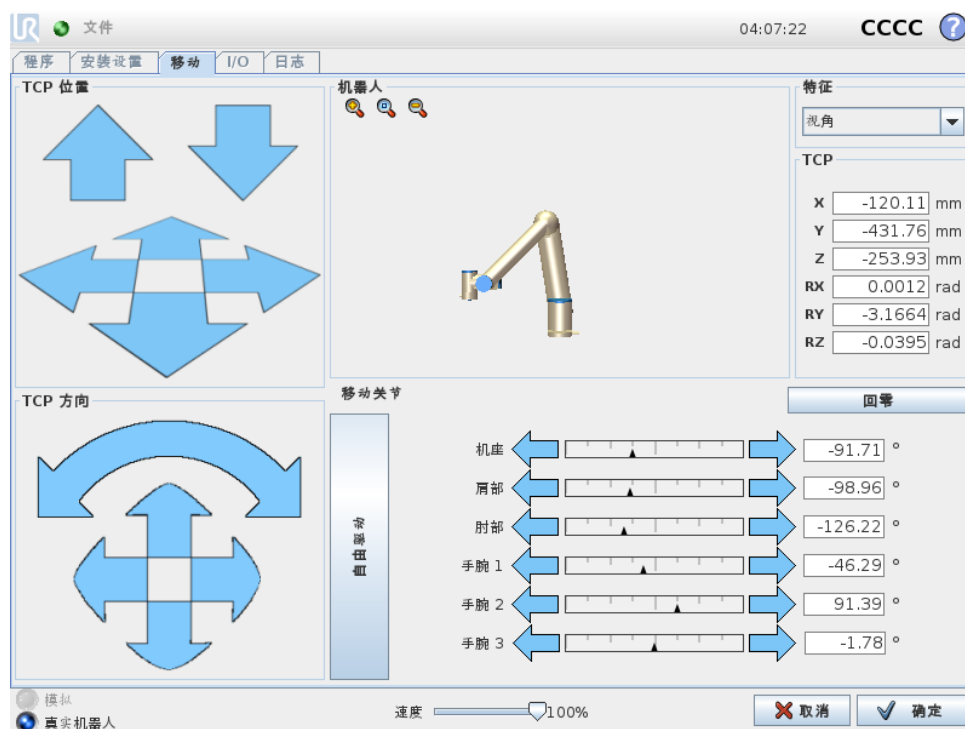 UR 文件 04:07:22 CCCC ?
程序 安装设置 移动 I/O 日志
TCP 位置
机器人
特征
视角
TCP
X -120.11 mm
Y -431.76 mm
Z -253.93 mm
RX 0.0012 rad
RY -3.1664 rad
RZ -0.0395 rad
TCP 方向
移动关节
回零
自由驱动
机座 -91.71 °
肩部 -98.96 °
肘部 -126.22 °
手腕 1 -46.29 °
手腕 2 91.39 °
手腕 3 -1.78 °
模拟
真实机器人
速度 100%
取消 确定